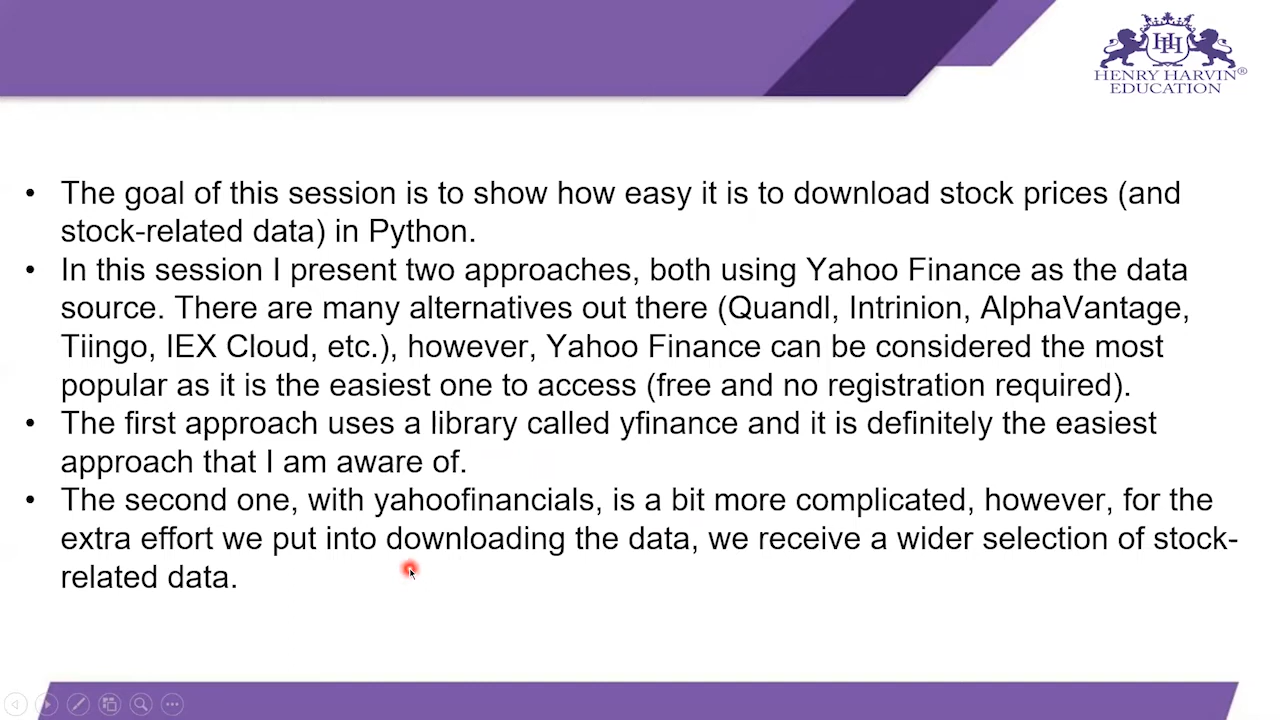 HENRY HARVIN®
EDUCATION
• The goal of this session is to show how easy it is to download stock prices (and
stock-related data) in Python.
• In this session I present two approaches, both using Yahoo Finance as the data
source. There are many alternatives out there (Quandl, Intrinion, AlphaVantage,
Tiingo, IEX Cloud, etc.), however, Yahoo Finance can be considered the most
popular as it is the easiest one to access (free and no registration required).
• The first approach uses a library called yfinance and it is definitely the easiest
approach that I am aware of.
• The second one, with yahoofinancials, is a bit more complicated, however, for the
extra effort we put into downloading the data, we receive a wider selection of stock-
related data.